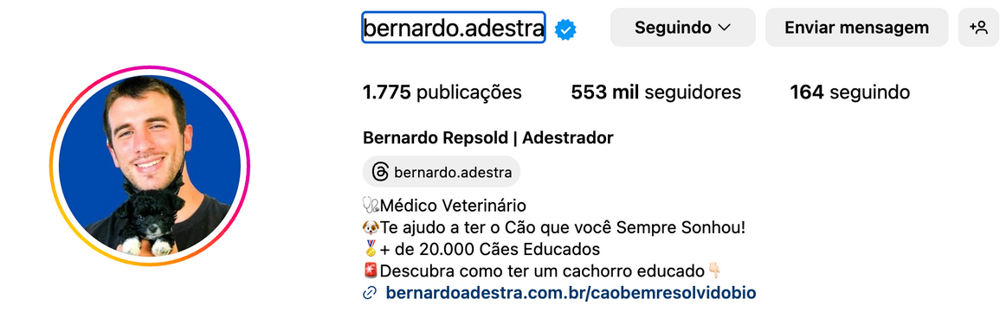 bernardo.adestra Seguindo Enviar mensagem
1.775 publicações 553 mil seguidores 164 seguindo
Bernardo Repsold | Adestrador
bernardo.adestra
🩺Médico Veterinário
🐶Te ajudo a ter o Cão que você Sempre Sonhou!
🏅+ de 20.000 Cães Educados
🚨Descubra como ter um cachorro educado👇🏻
bernardoadestra.com.br/caobemresolvidobio